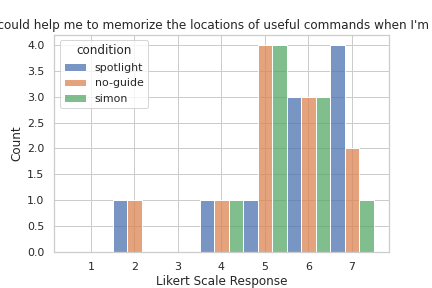 could help me to memorize the locations of useful commands when I'm
condition
spotlight
no-guide
simon
4.0
3.5
3.0
2.5
2.0
1.5
1.0
0.5
0.0
Count
1 2 3 4 5 6 7
Likert Scale Response